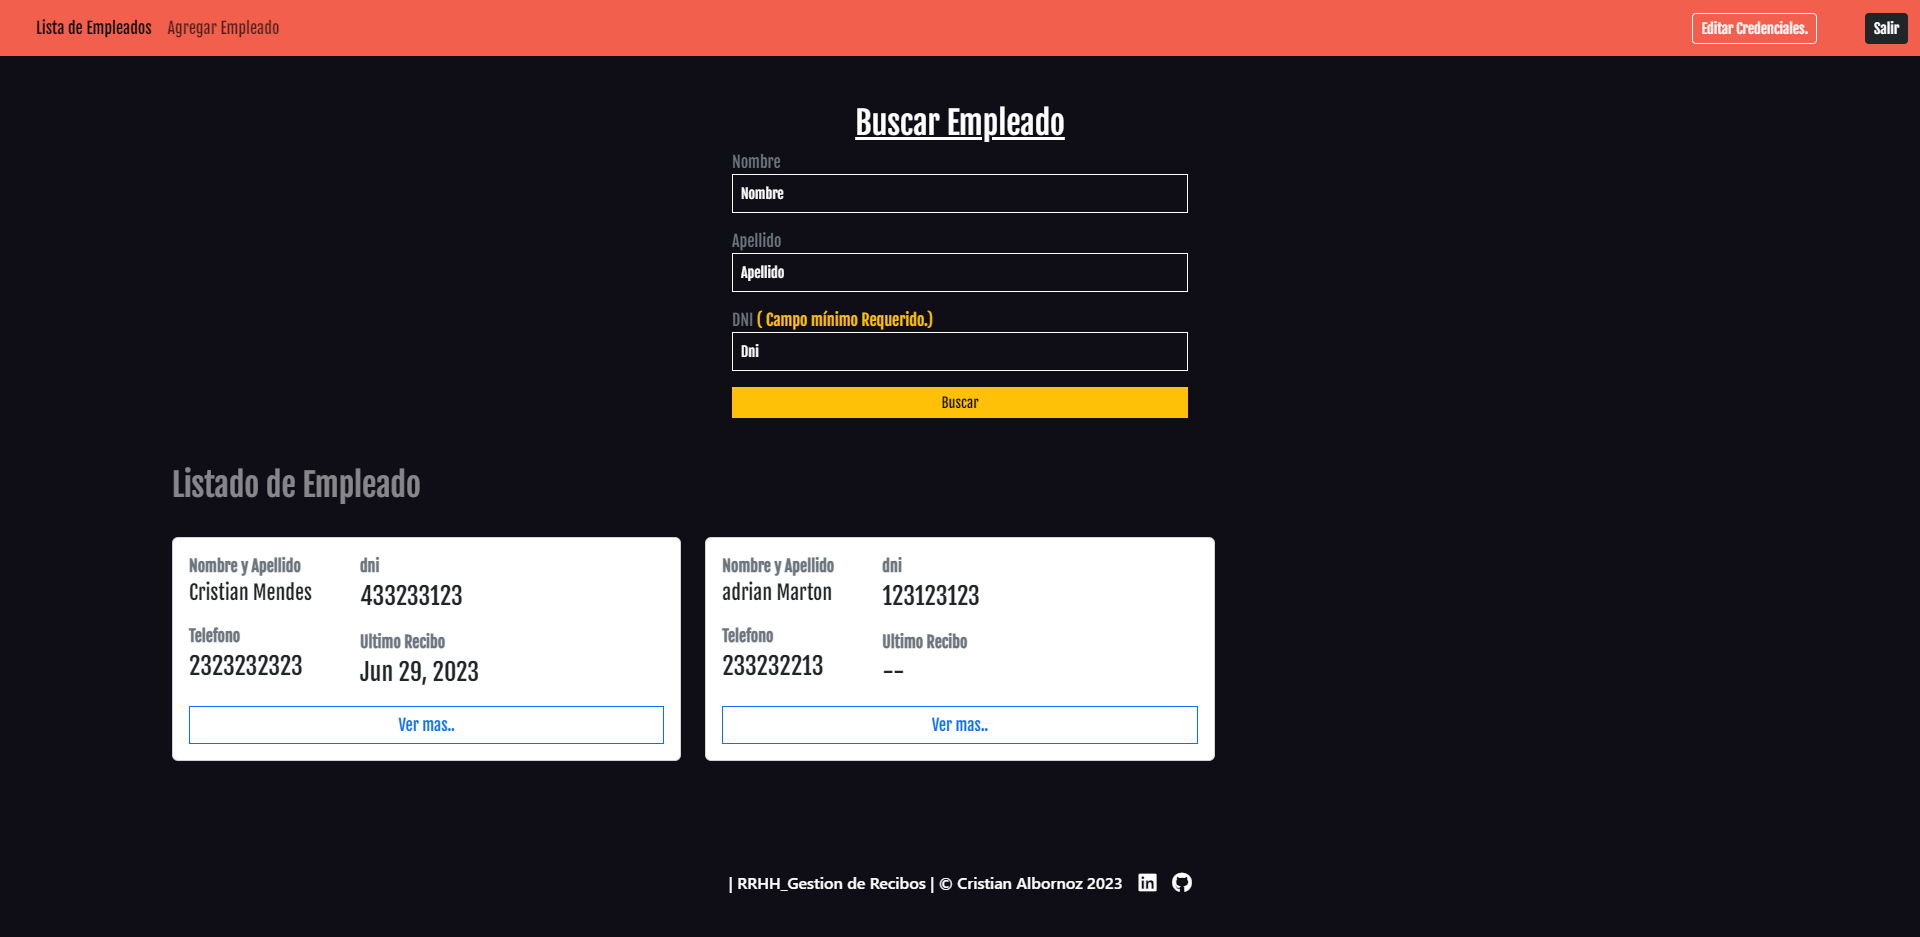 Lista de Empleados Agregar Empleado Editar Credenciales. Salir
Buscar Empleado
Nombre
Nombre
Apellido
Apellido
DNI ( Campo mínimo Requerido.)
Dni
Buscar
Listado de Empleado
Nombre y Apellido dni
Cristian Mendes 433233123
Telefono Ultimo Recibo
2323232323 Jun 29, 2023
Ver mas..
Nombre y Apellido dni
adrian Marton 123123123
Telefono Ultimo Recibo
233232213 --
Ver mas..
| RRHH_Gestion de Recibos | © Cristian Albornoz 2023